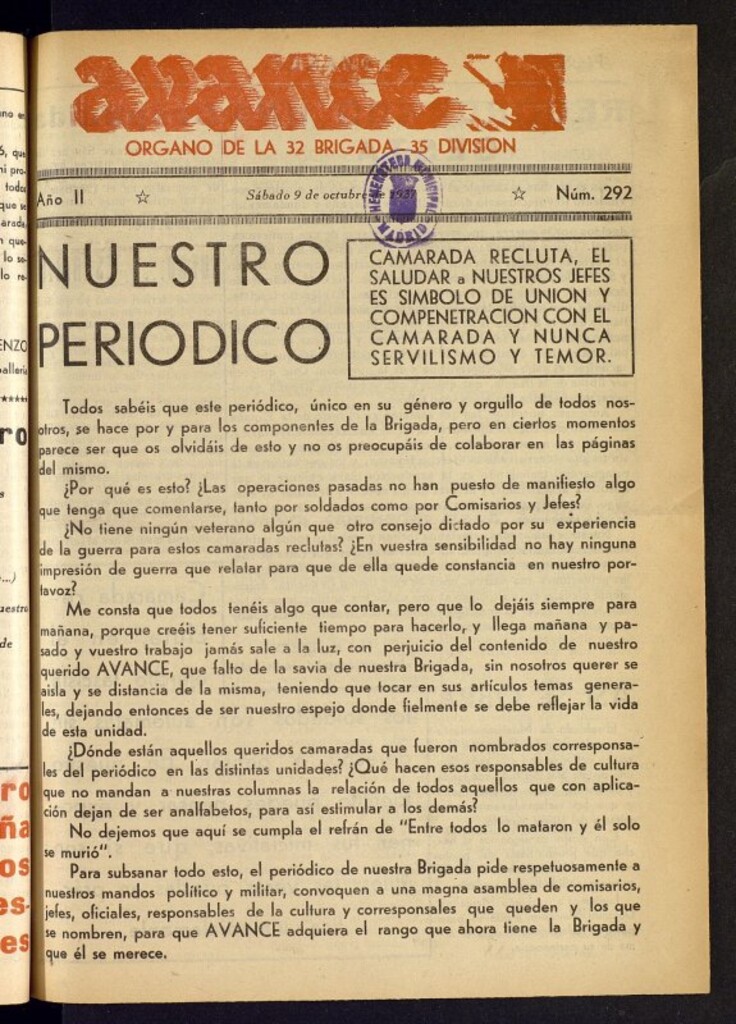 avance
ORGANO DE LA 32 BRIGADA, 35 DIVISION
Año II ☆ Sábado 9 de octubre de 1937 ☆ Núm. 292
HEMEROTECA MUNICIPAL
MADRID
NUESTRO
PERIODICO
CAMARADA RECLUTA, EL
SALUDAR a NUESTROS JEFES
ES SIMBOLO DE UNION Y
COMPENETRACION CON EL
CAMARADA Y NUNCA
SERVILISMO Y TEMOR.
Todos sabéis que este periódico, único en su género y orgullo de todos nos-
otros, se hace por y para los componentes de la Brigada, pero en ciertos momentos
parece ser que os olvidáis de esto y no os preocupáis de colaborar en las páginas
del mismo.
¿Por qué es esto? ¿Las operaciones pasadas no han puesto de manifiesto algo
que tenga que comentarse, tanto por soldados como por Comisarios y Jefes?
¿No tiene ningún veterano algún que otro consejo dictado por su experiencia
de la guerra para estos camaradas reclutas? ¿En vuestra sensibilidad no hay ninguna
impresión de guerra que relatar para que de ella quede constancia en nuestro por-
tavoz?
Me consta que todos tenéis algo que contar, pero que lo dejáis siempre para
mañana, porque creéis tener suficiente tiempo para hacerlo, y llega mañana y pa-
sado y vuestro trabajo jamás sale a la luz, con perjuicio del contenido de nuestro
querido AVANCE, que falto de la savia de nuestra Brigada, sin nosotros querer se
aisla y se distancia de la misma, teniendo que tocar en sus artículos temas genera-
les, dejando entonces de ser nuestro espejo donde fielmente se debe reflejar la vida
de esta unidad.
¿Dónde están aquellos queridos camaradas que fueron nombrados corresponsa-
les del periódico en las distintas unidades? ¿Qué hacen esos responsables de cultura
que no mandan a nuestras columnas la relación de todos aquellos que con aplica-
ción dejan de ser analfabetos, para así estimular a los demás?
No dejemos que aquí se cumpla el refrán de "Entre todos lo mataron y él solo
se murió".
Para subsanar todo esto, el periódico de nuestra Brigada pide respetuosamente a
nuestros mandos político y militar, convoquen a una magna asamblea de comisarios,
jefes, oficiales, responsables de la cultura y corresponsales que queden y los que
se nombren, para que AVANCE adquiera el rango que ahora tiene la Brigada y
que él se merece.